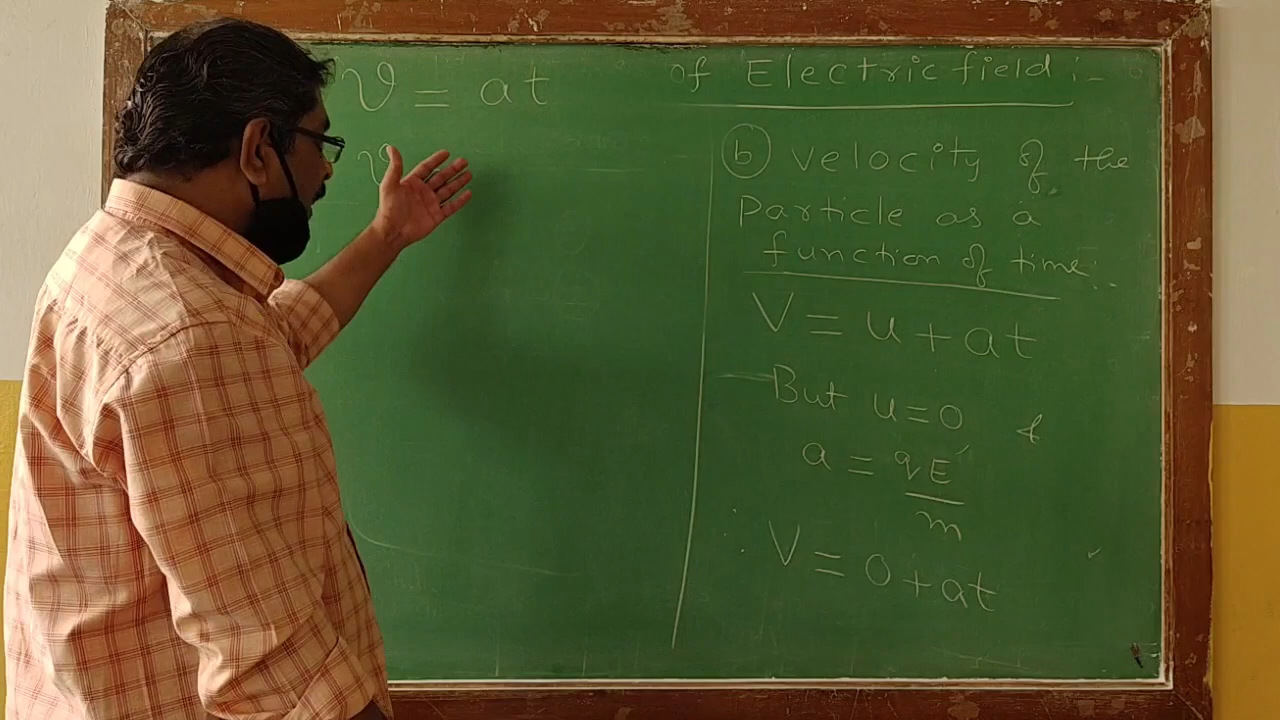 v = at
v
of Electric field :-
(b) velocity of the
Particle as a
function of time:
V = u + at
But u = 0 &
a = qE
m
V = 0 + at